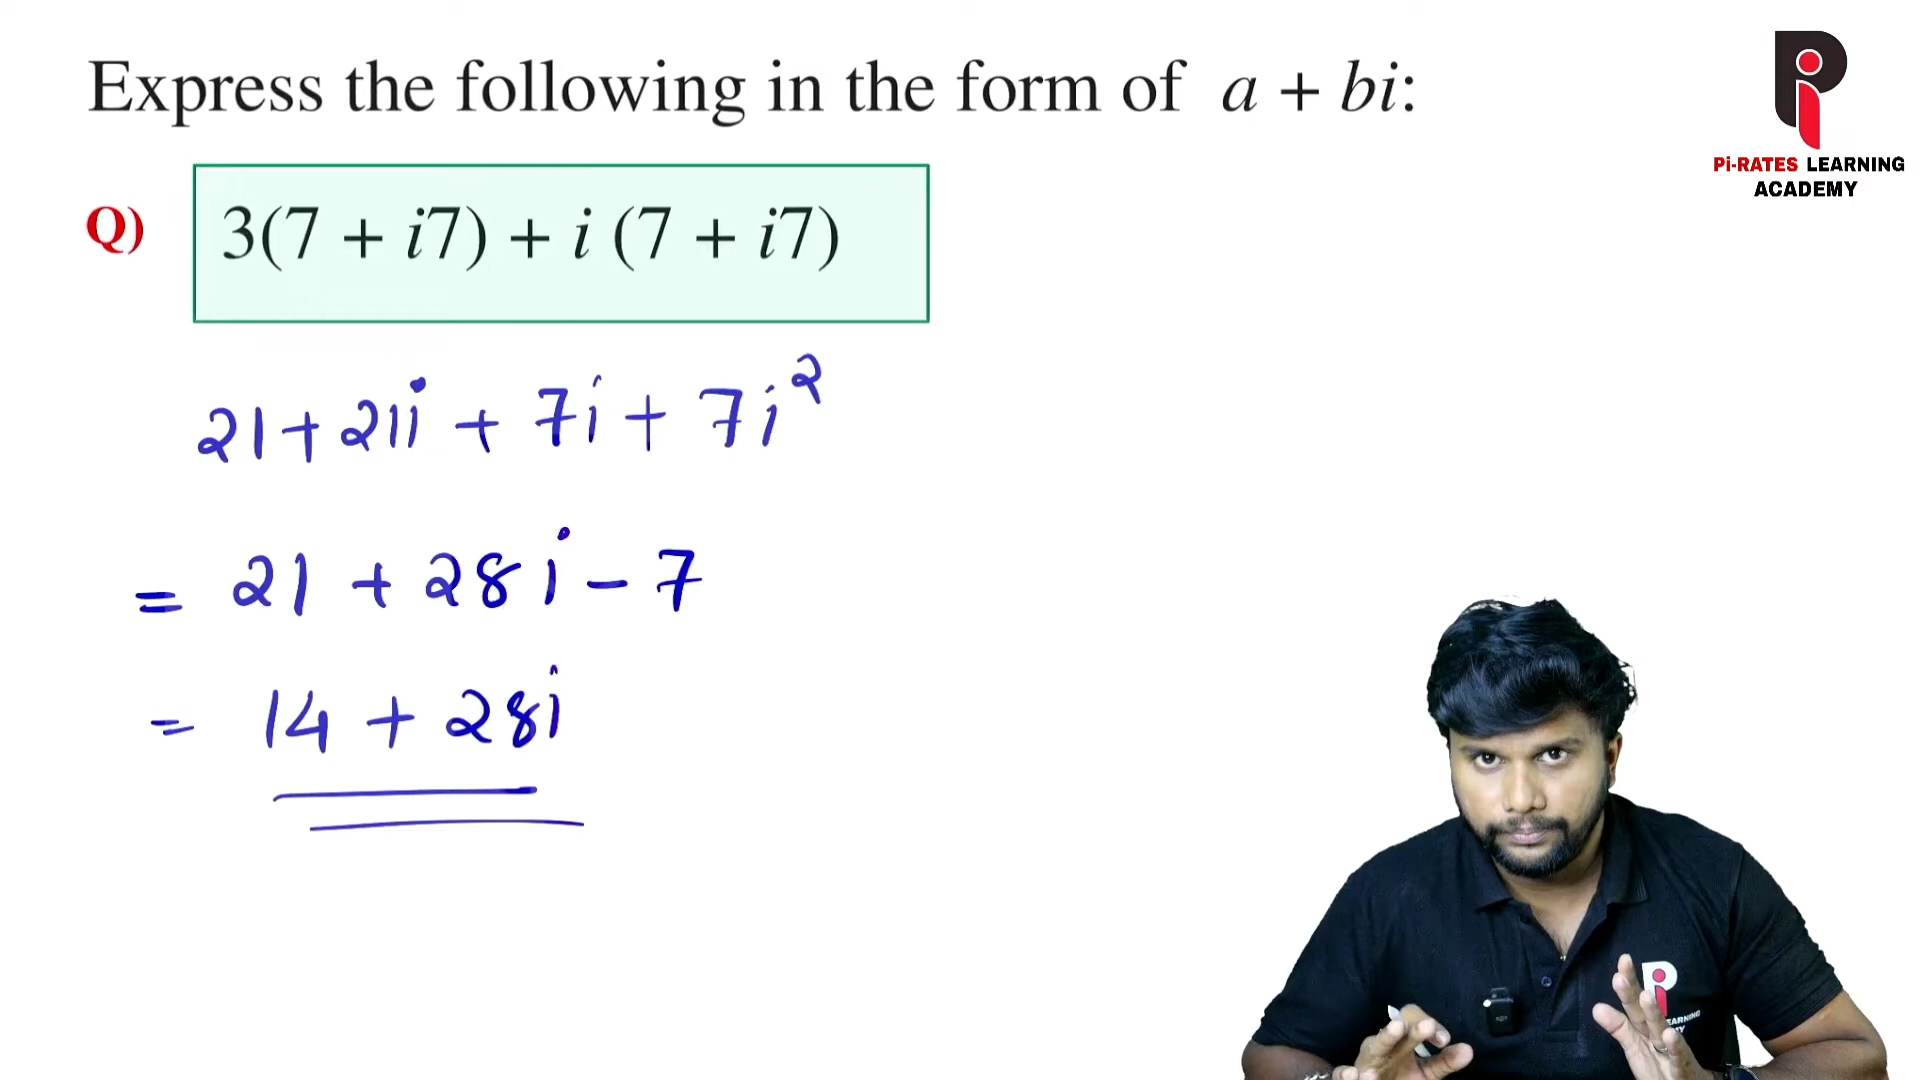 Express the following in the form of a + bi:
Pi-RATES LEARNING
ACADEMY
Q) 3(7 + i7) + i (7 + i7)
21 + 21i + 7i + 7i²
= 21 + 28i - 7
= 14 + 28i